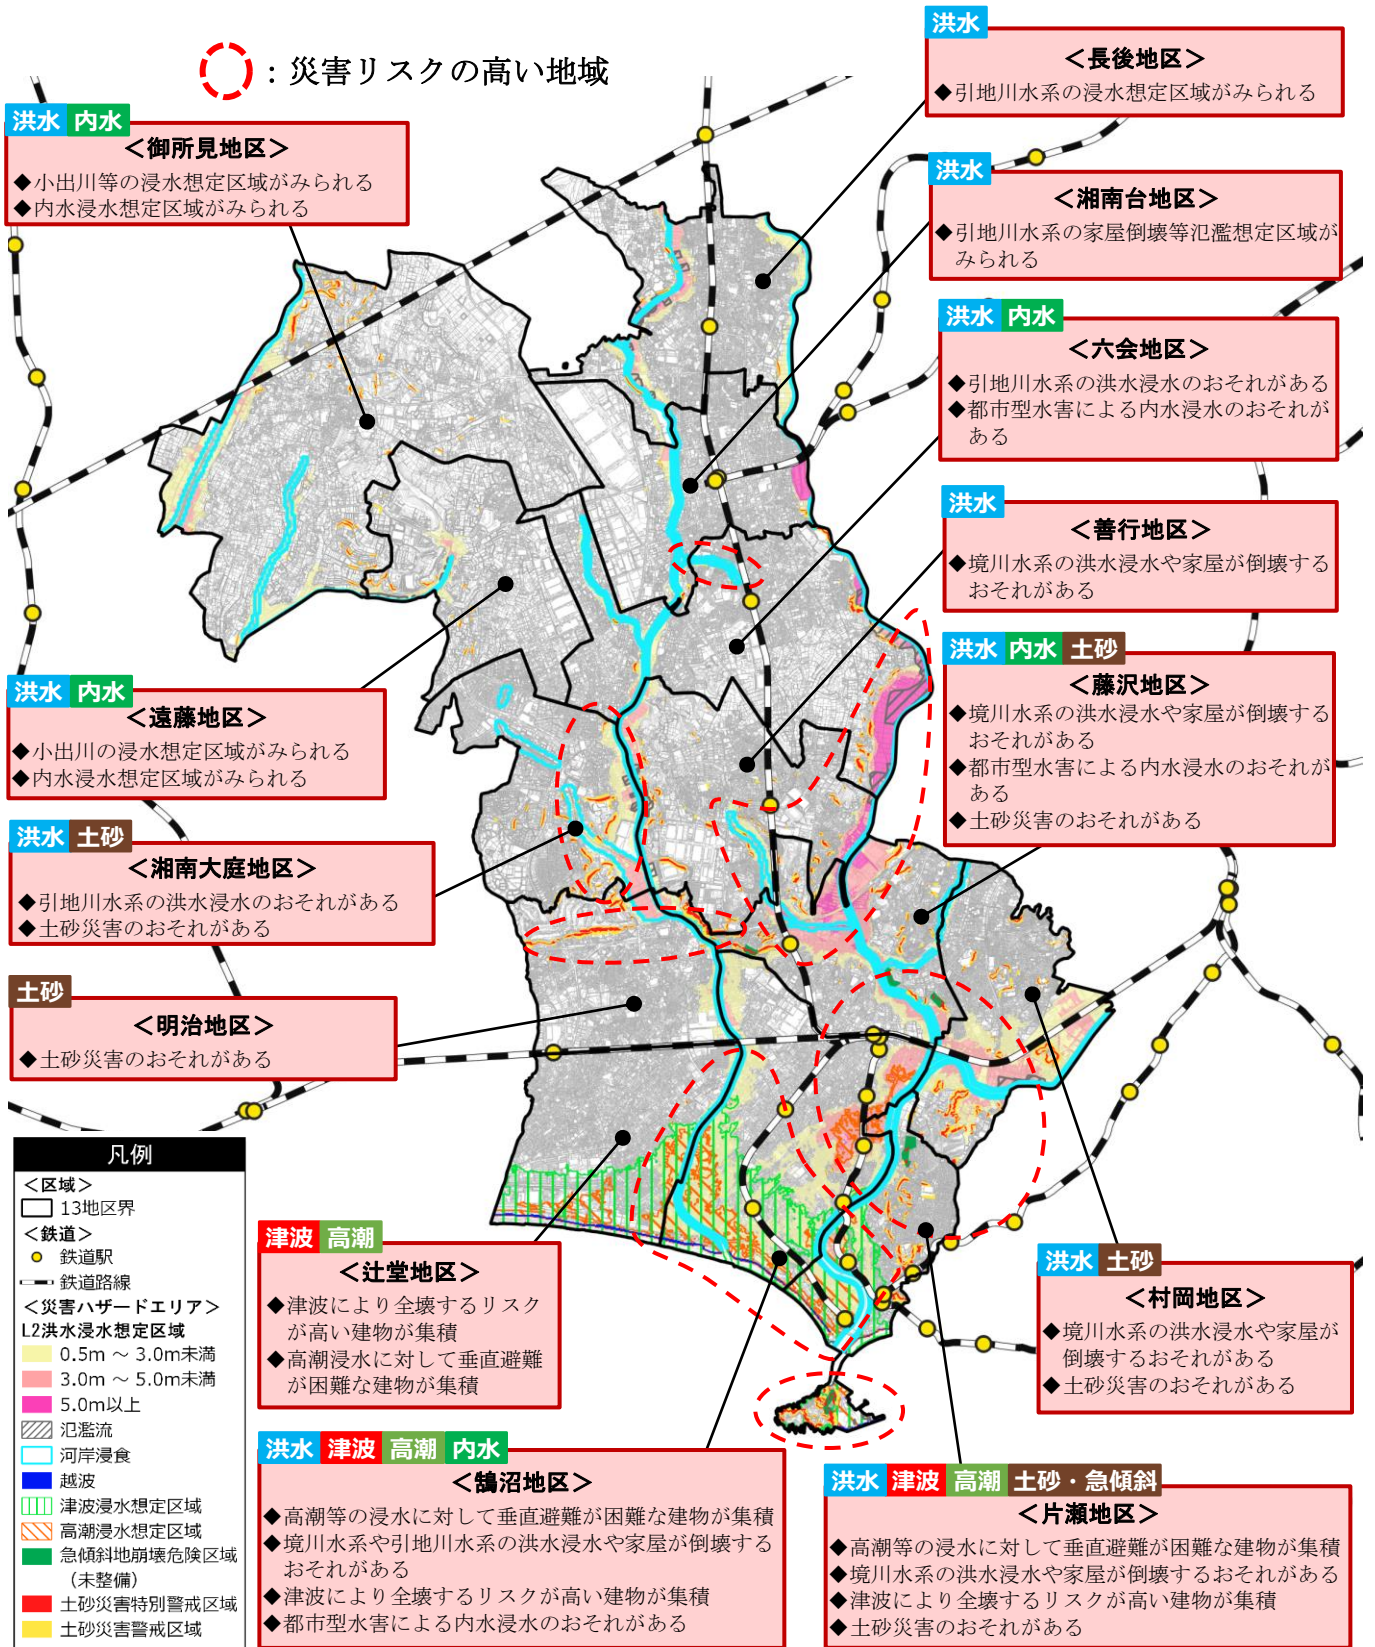 ：災害リスクの高い地域
洪水 内水
＜御所見地区＞
◆小出川等の浸水想定区域がみられる
◆内水浸水想定区域がみられる
洪水
＜長後地区＞
◆引地川水系の浸水想定区域がみられる
洪水
＜湘南台地区＞
◆引地川水系の家屋倒壊等氾濫想定区域が
みられる
洪水 内水
＜六会地区＞
◆引地川水系の洪水浸水のおそれがある
◆都市型水害による内水浸水のおそれが
ある
洪水
＜善行地区＞
◆境川水系の洪水浸水や家屋が倒壊する
おそれがある
洪水 内水 土砂
＜藤沢地区＞
◆境川水系の洪水浸水や家屋が倒壊する
おそれがある
◆都市型水害による内水浸水のおそれが
ある
◆土砂災害のおそれがある
洪水 内水
＜遠藤地区＞
◆小出川の浸水想定区域がみられる
◆内水浸水想定区域がみられる
洪水 土砂
＜湘南大庭地区＞
◆引地川水系の洪水浸水のおそれがある
◆土砂災害のおそれがある
土砂
＜明治地区＞
◆土砂災害のおそれがある
凡例
＜区域＞
13地区界
＜鉄道＞
鉄道駅
鉄道路線
＜災害ハザードエリア＞
L2洪水浸水想定区域
0.5m ～ 3.0m未満
3.0m ～ 5.0m未満
5.0m以上
氾濫流
河岸浸食
越波
津波浸水想定区域
高潮浸水想定区域
急傾斜地崩壊危険区域
（未整備）
土砂災害特別警戒区域
土砂災害警戒区域
津波 高潮
＜辻堂地区＞
◆津波により全壊するリスク
が高い建物が集積
◆高潮浸水に対して垂直避難
が困難な建物が集積
洪水 土砂
＜村岡地区＞
◆境川水系の洪水浸水や家屋が
倒壊するおそれがある
◆土砂災害のおそれがある
洪水 津波 高潮 内水
＜鵠沼地区＞
◆高潮等の浸水に対して垂直避難が困難な建物が集積
◆境川水系や引地川水系の洪水浸水や家屋が倒壊する
おそれがある
◆津波により全壊するリスクが高い建物が集積
◆都市型水害による内水浸水のおそれがある
洪水 津波 高潮 土砂・急傾斜
＜片瀬地区＞
◆高潮等の浸水に対して垂直避難が困難な建物が集積
◆境川水系の洪水浸水や家屋が倒壊するおそれがある
◆津波により全壊するリスクが高い建物が集積
◆土砂災害のおそれがある